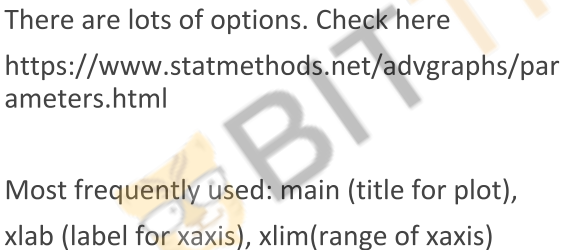 There are lots of options. Check here
https://www.statmethods.net/advgraphs/par
ameters.html
Most frequently used: main (title for plot),
xlab (label for xaxis), xlim(range of xaxis)
BIT